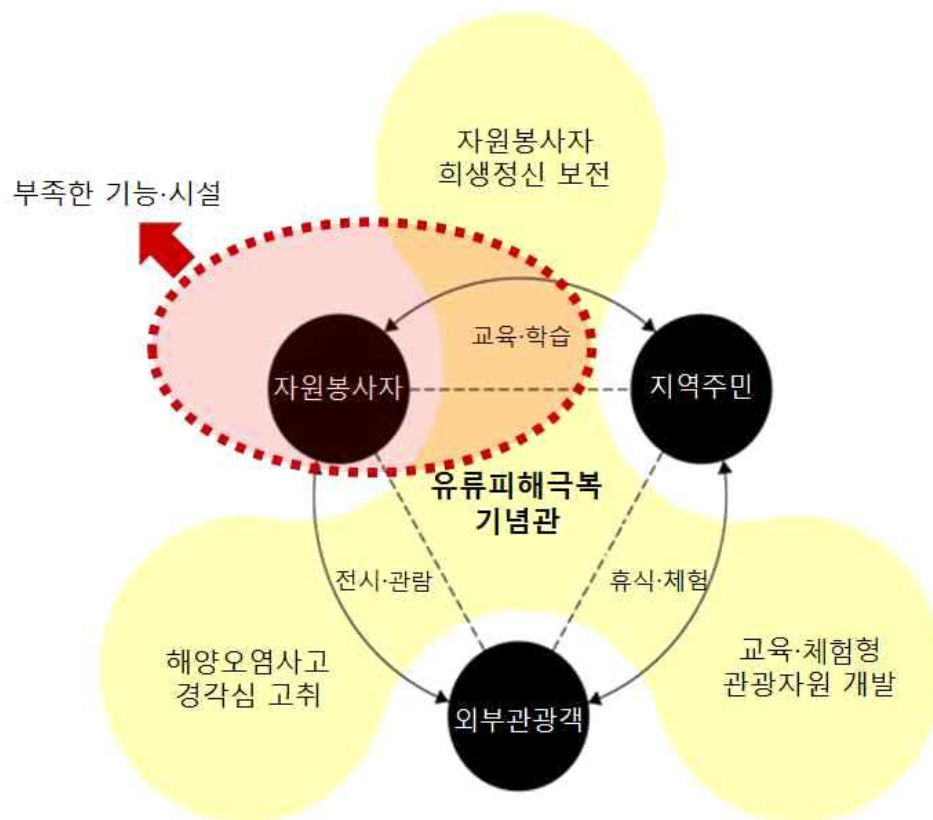 자원봉사자
희생정신 보전
부족한 기능·시설
교육·학습
자원봉사자
지역주민
유류피해극복
기념관
전시·관람
휴식·체험
해양오염사고
경각심 고취
교육·체험형
관광자원 개발
외부관광객